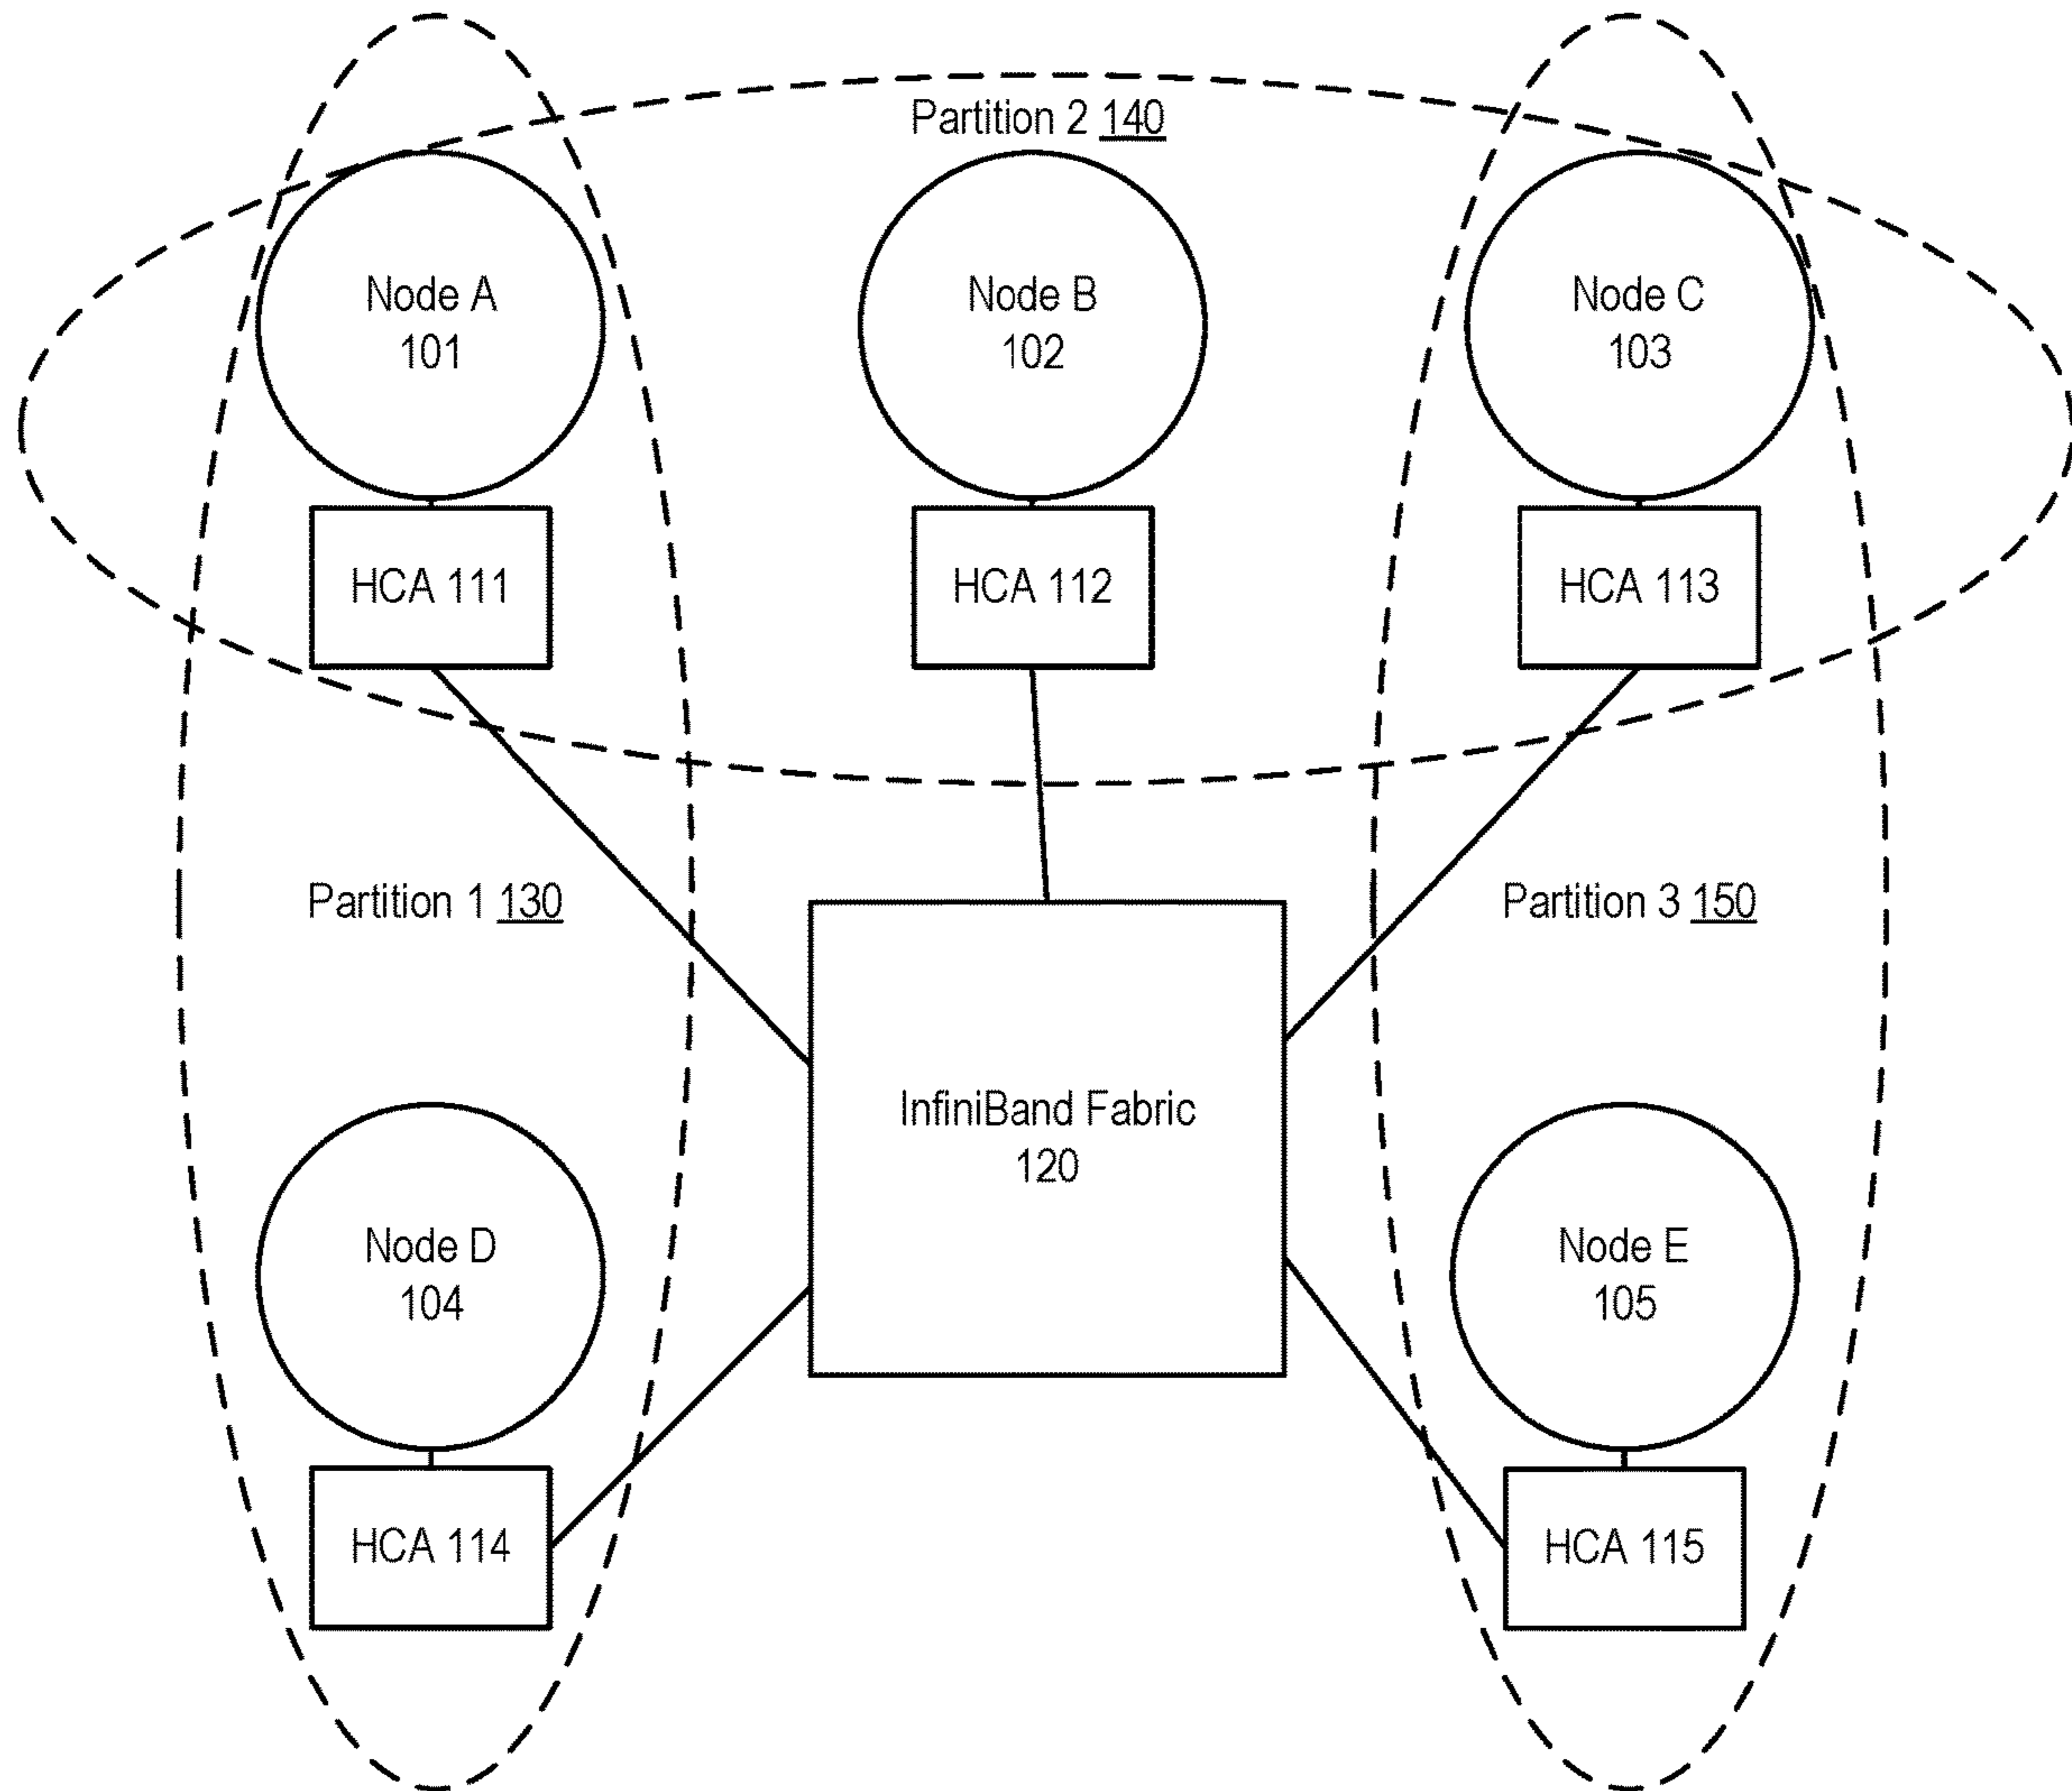 Partition 2 140
Node A
101
Node B
102
Node C
103
HCA 111
HCA 112
HCA 113
Partition 1 130
Partition 3 150
InfiniBand Fabric
120
Node D
104
Node E
105
HCA 114
HCA 115